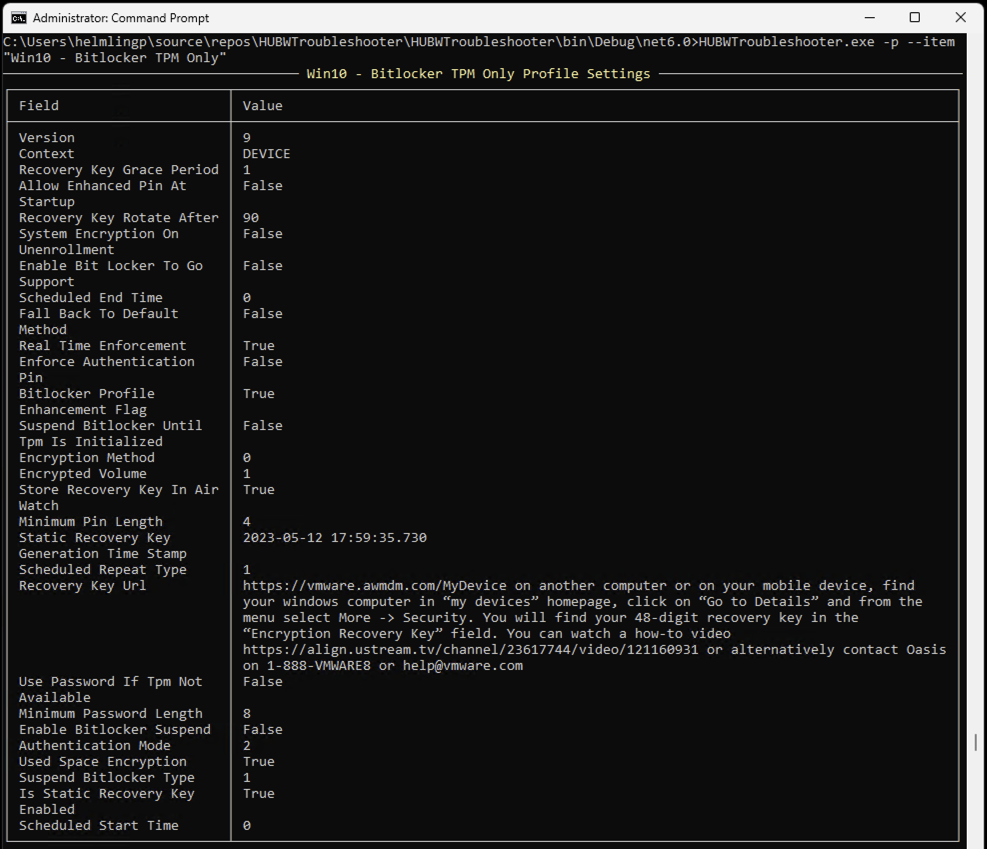 Administrator: Command Prompt
C:\Users\helmlingp\source\repos\HUBWTroubleshooter\HUBWTroubleshooter\bin\Debug\net6.0>HUBWTroubleshooter.exe -p --item
"Win10 - Bitlocker TPM Only"
Win10 - Bitlocker TPM Only Profile Settings
Field Value
Version 9
Context DEVICE
Recovery Key Grace Period 1
Allow Enhanced Pin At False
Startup
Recovery Key Rotate After 90
System Encryption On False
Unenrollment
Enable Bit Locker To Go False
Support
Scheduled End Time 0
Fall Back To Default False
Method
Real Time Enforcement True
Enforce Authentication False
Pin
Bitlocker Profile True
Enhancement Flag
Suspend Bitlocker Until False
Tpm Is Initialized
Encryption Method 0
Encrypted Volume 1
Store Recovery Key In Air True
Watch
Minimum Pin Length 4
Static Recovery Key 2023-05-12 17:59:35.730
Generation Time Stamp
Scheduled Repeat Type 1
Recovery Key Url https://vmware.awmdm.com/MyDevice on another computer or on your mobile device, find
your windows computer in “my devices” homepage, click on “Go to Details” and from the
menu select More -> Security. You will find your 48-digit recovery key in the
“Encryption Recovery Key” field. You can watch a how-to video
https://align.ustream.tv/channel/23617744/video/121160931 or alternatively contact Oasis
on 1-888-VMWARE8 or help@vmware.com
Use Password If Tpm Not False
Available
Minimum Password Length 8
Enable Bitlocker Suspend False
Authentication Mode 2
Used Space Encryption True
Suspend Bitlocker Type 1
Is Static Recovery Key True
Enabled
Scheduled Start Time 0